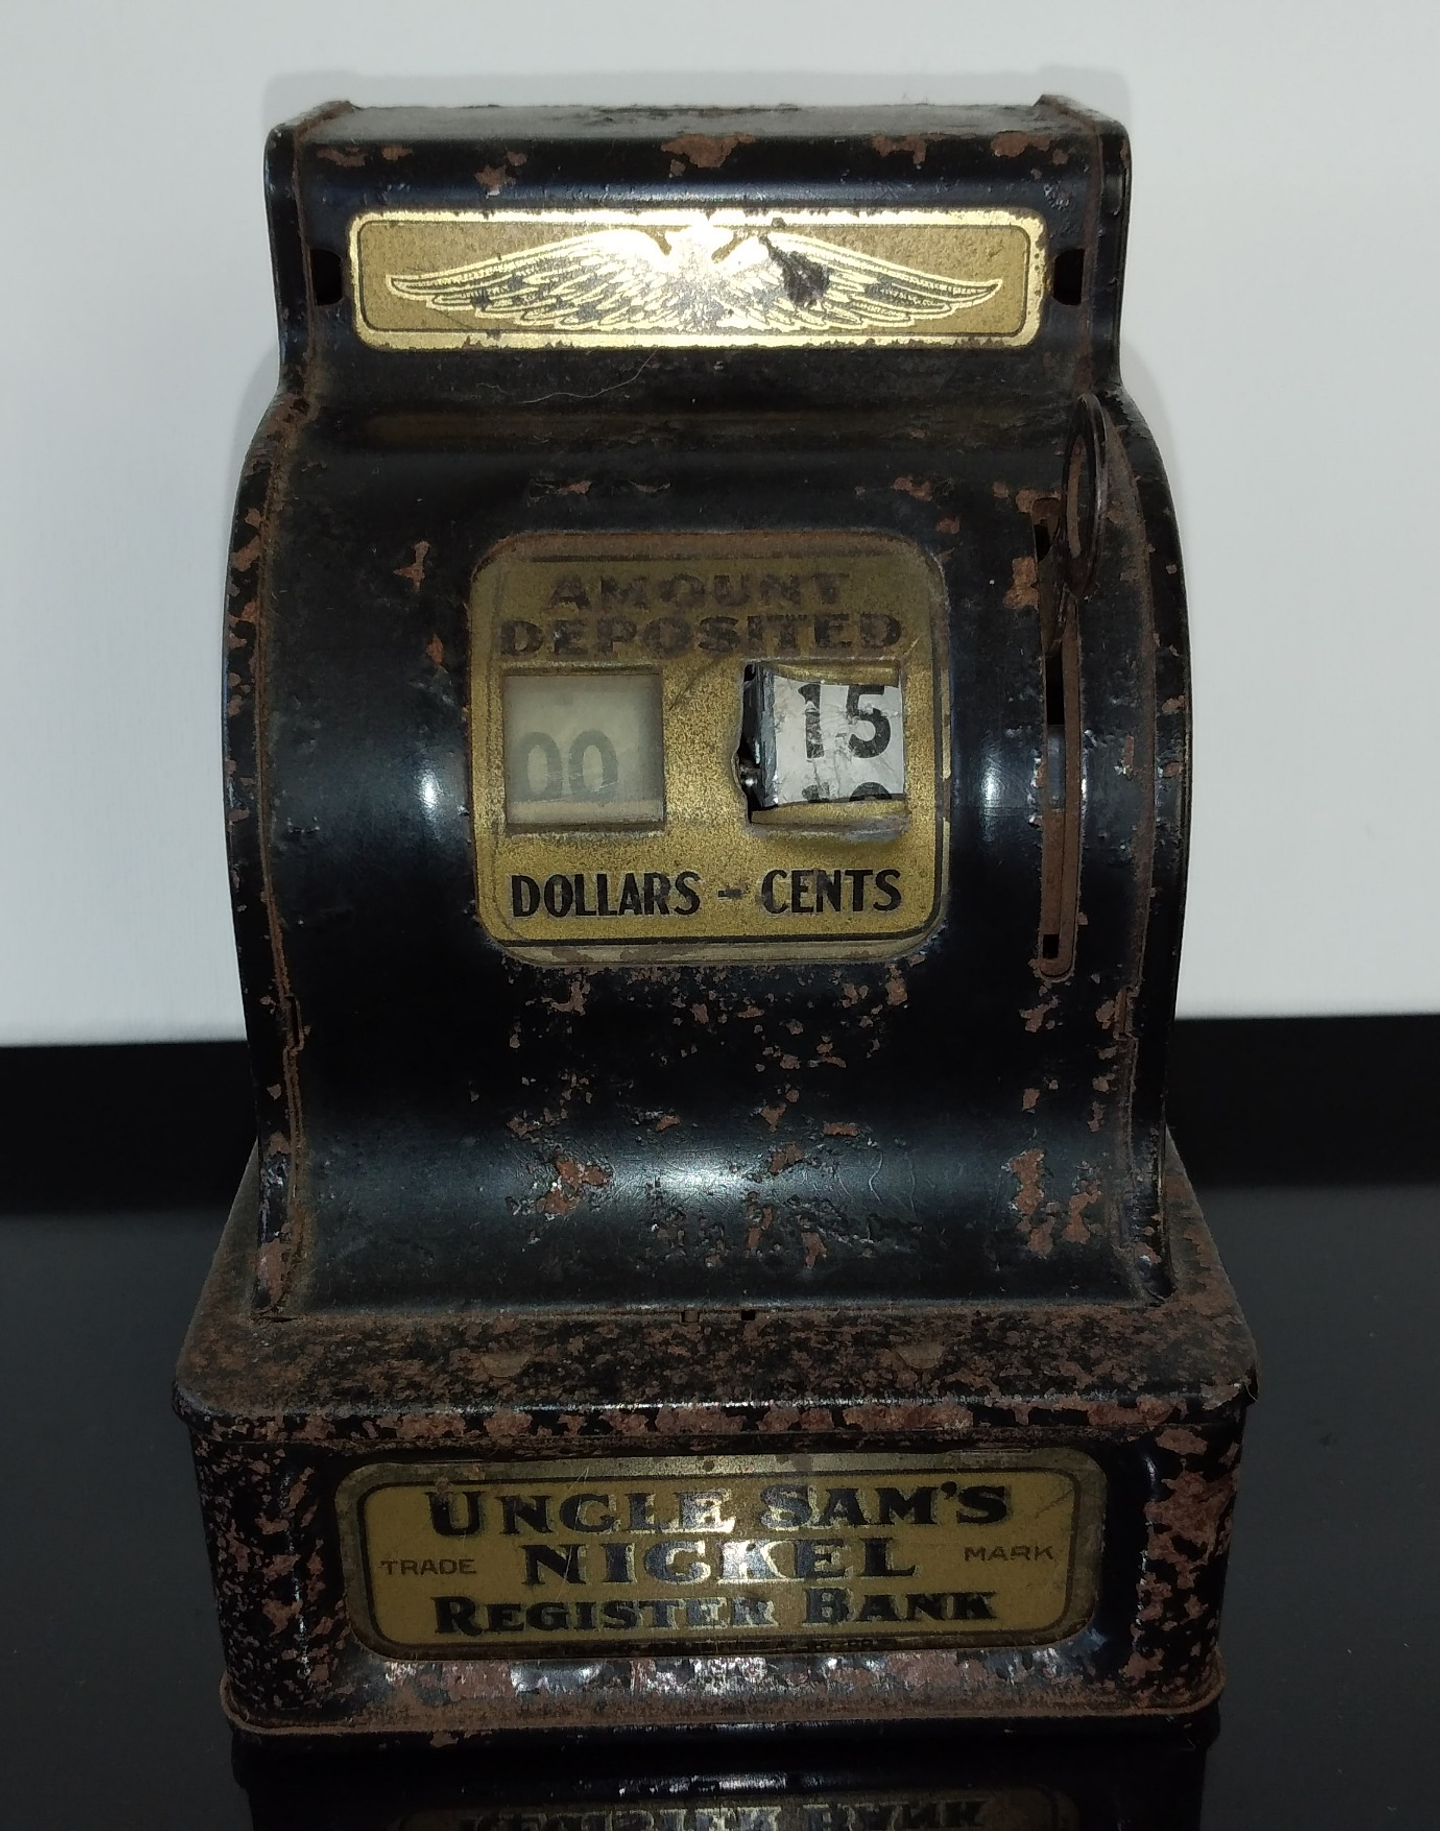 AMOUNT
DEPOSITED
00 15
DOLLARS - CENTS
UNCLE SAM'S
TRADE NICKEL MARK
REGISTER BANK